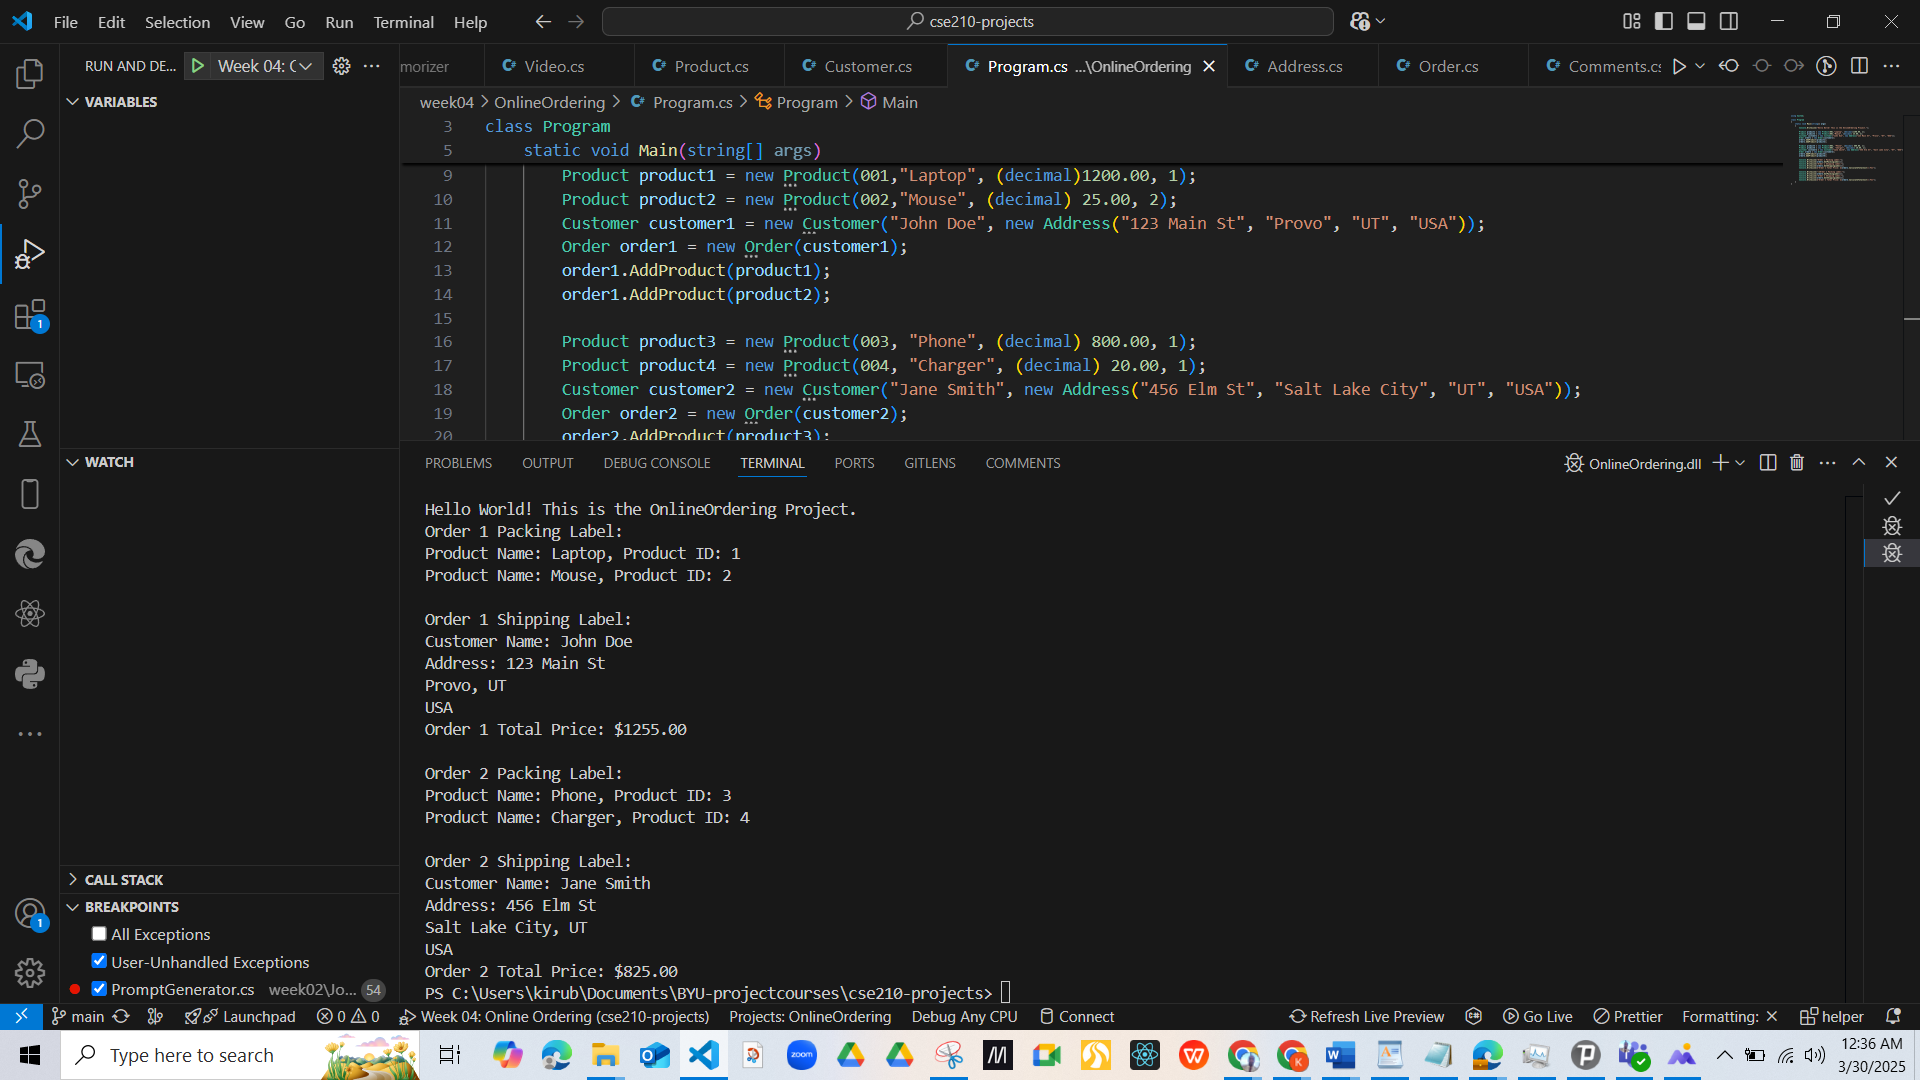 File Edit Selection View Go Run Terminal Help
cse210-projects
RUN AND DE... Week 04: C
morizer Video.cs Product.cs Customer.cs Program.cs ...\OnlineOrdering Address.cs Order.cs Comments.cs
VARIABLES
week04 > OnlineOrdering > Program.cs > Program > Main
3 class Program
5 static void Main(string[] args)
9 Product product1 = new Product(001,"Laptop", (decimal)1200.00, 1);
10 Product product2 = new Product(002,"Mouse", (decimal) 25.00, 2);
11 Customer customer1 = new Customer("John Doe", new Address("123 Main St", "Provo", "UT", "USA"));
12 Order order1 = new Order(customer1);
13 order1.AddProduct(product1);
14 order1.AddProduct(product2);
15
16 Product product3 = new Product(003, "Phone", (decimal) 800.00, 1);
17 Product product4 = new Product(004, "Charger", (decimal) 20.00, 1);
18 Customer customer2 = new Customer("Jane Smith", new Address("456 Elm St", "Salt Lake City", "UT", "USA"));
19 Order order2 = new Order(customer2);
20 order2.AddProduct(product3);
WATCH
PROBLEMS OUTPUT DEBUG CONSOLE TERMINAL PORTS GITLENS COMMENTS
OnlineOrdering.dll
Hello World! This is the OnlineOrdering Project.
Order 1 Packing Label:
Product Name: Laptop, Product ID: 1
Product Name: Mouse, Product ID: 2
Order 1 Shipping Label:
Customer Name: John Doe
Address: 123 Main St
Provo, UT
USA
Order 1 Total Price: $1255.00
Order 2 Packing Label:
Product Name: Phone, Product ID: 3
Product Name: Charger, Product ID: 4
Order 2 Shipping Label:
Customer Name: Jane Smith
Address: 456 Elm St
Salt Lake City, UT
USA
Order 2 Total Price: $825.00
PS C:\Users\kirub\Documents\BYU-projectcourses\cse210-projects>
CALL STACK
BREAKPOINTS
All Exceptions
User-Unhandled Exceptions
PromptGenerator.cs week02\Jo... 54
1
1
main Launchpad 0 0 Week 04: Online Ordering (cse210-projects) Projects: OnlineOrdering Debug Any CPU Connect Refresh Live Preview Go Live Prettier Formatting: helper
Type here to search
zoom
12:36 AM
3/30/2025